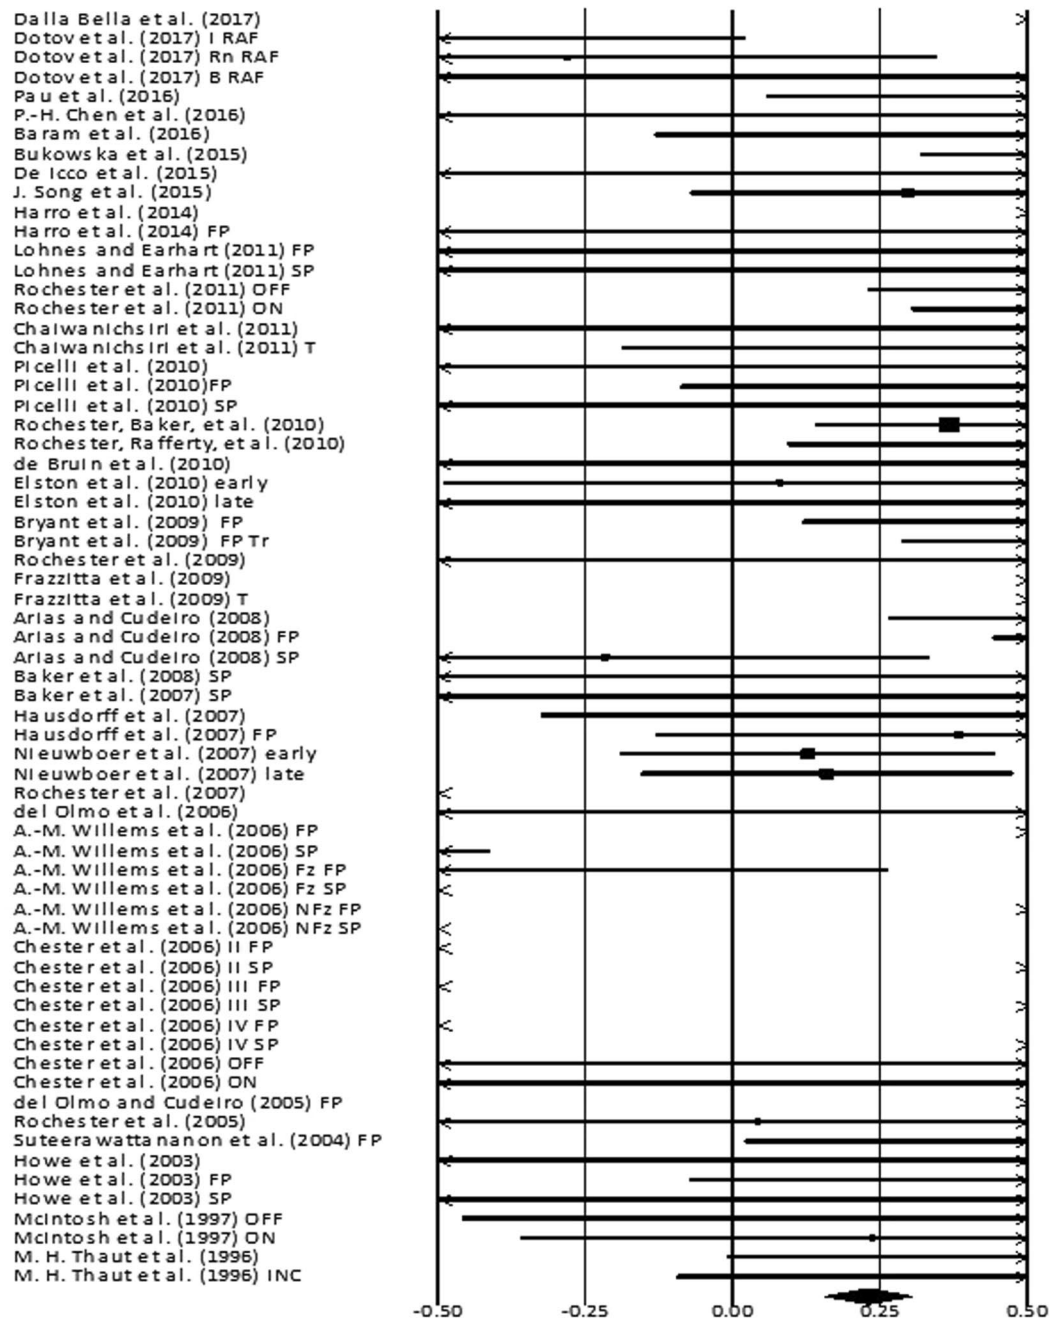 Dalla Bella et al. (2017)
Dotov et al. (2017) I RAF
Dotov et al. (2017) Rn RAF
Dotov et al. (2017) B RAF
Pau et al. (2016)
P.-H. Chen et al. (2016)
Baram et al. (2016)
Bukowska et al. (2015)
De Icco et al. (2015)
J. Song et al. (2015)
Harro et al. (2014)
Harro et al. (2014) FP
Lohnes and Earhart (2011) FP
Lohnes and Earhart (2011) SP
Rochester et al. (2011) OFF
Rochester et al. (2011) ON
Chaiwanichsiri et al. (2011)
Chaiwanichsiri et al. (2011) T
Picelli et al. (2010)
Picelli et al. (2010)FP
Picelli et al. (2010) SP
Rochester, Baker, et al. (2010)
Rochester, Rafferty, et al. (2010)
de Bruin et al. (2010)
Elston et al. (2010) early
Elston et al. (2010) late
Bryant et al. (2009) FP
Bryant et al. (2009) FP Tr
Rochester et al. (2009)
Frazzitta et al. (2009)
Frazzitta et al. (2009) T
Arias and Cudeiro (2008)
Arias and Cudeiro (2008) FP
Arias and Cudeiro (2008) SP
Baker et al. (2008) SP
Baker et al. (2007) SP
Hausdorff et al. (2007)
Hausdorff et al. (2007) FP
Nieuwboer et al. (2007) early
Nieuwboer et al. (2007) late
Rochester et al. (2007)
del Olmo et al. (2006)
A.-M. Willems et al. (2006) FP
A.-M. Willems et al. (2006) SP
A.-M. Willems et al. (2006) Fz FP
A.-M. Willems et al. (2006) Fz SP
A.-M. Willems et al. (2006) NFz FP
A.-M. Willems et al. (2006) NFz SP
Chester et al. (2006) II FP
Chester et al. (2006) II SP
Chester et al. (2006) III FP
Chester et al. (2006) III SP
Chester et al. (2006) IV FP
Chester et al. (2006) IV SP
Chester et al. (2006) OFF
Chester et al. (2006) ON
del Olmo and Cudeiro (2005) FP
Rochester et al. (2005)
Suteerawattananon et al. (2004) FP
Howe et al. (2003)
Howe et al. (2003) FP
Howe et al. (2003) SP
McIntosh et al. (1997) OFF
McIntosh et al. (1997) ON
M. H. Thaut et al. (1996)
M. H. Thaut et al. (1996) INC
-0.50 -0.25 0.00 0.25 0.50